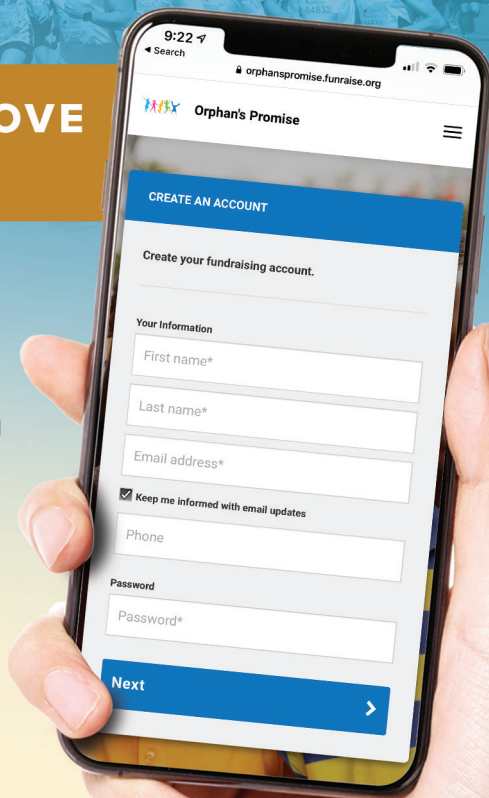 84832
OVE
9:22
◀ Search
orphanspromise.funraise.org
Orphan's Promise
CREATE AN ACCOUNT
Create your fundraising account.
Your Information
First name*
Last name*
Email address*
Keep me informed with email updates
Phone
Password
Password*
Next